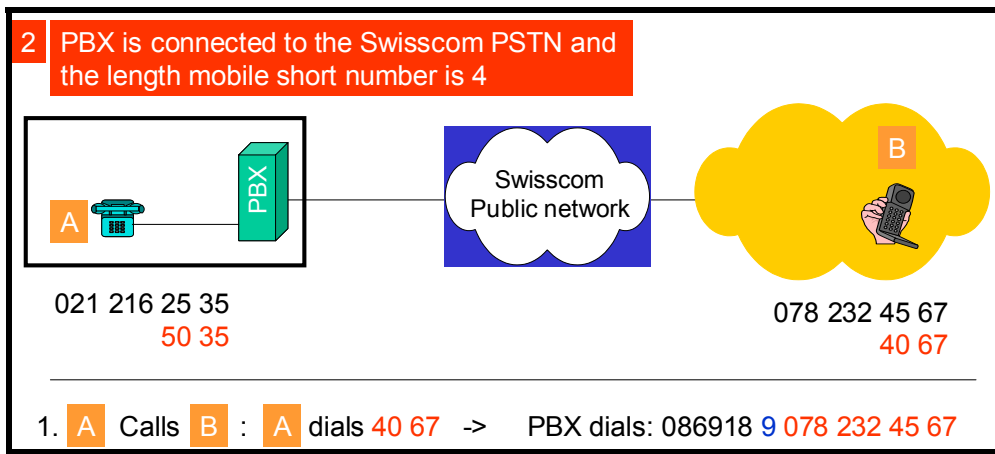 2 PBX is connected to the Swisscom PSTN and
the length mobile short number is 4
A
PBX
Swisscom
Public network
B
021 216 25 35
50 35
078 232 45 67
40 67
1. A Calls B : A dials 40 67 -> PBX dials: 086918 9 078 232 45 67